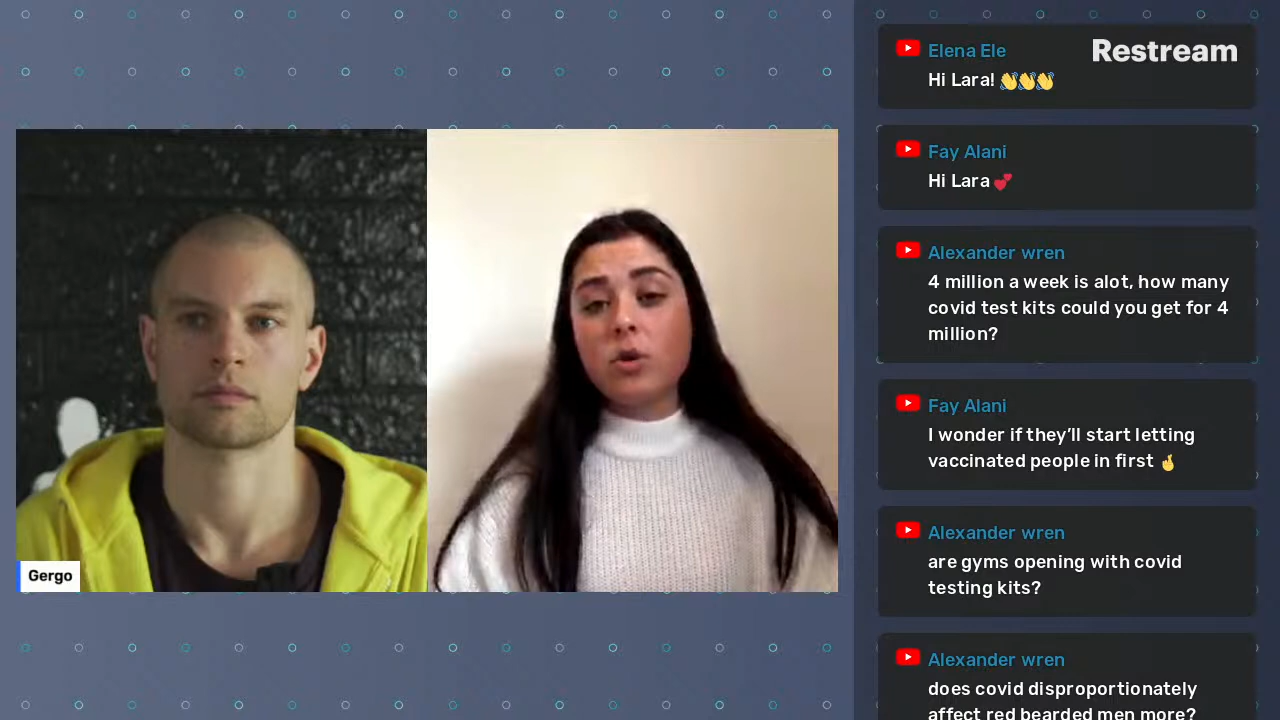 Gergo
Restream
Elena Ele
Hi Lara! 👋👋👋
Fay Alani
Hi Lara 💕
Alexander wren
4 million a week is alot, how many
covid test kits could you get for 4
million?
Fay Alani
I wonder if they’ll start letting
vaccinated people in first 🤞
Alexander wren
are gyms opening with covid
testing kits?
Alexander wren
does covid disproportionately
affect red bearded men more?